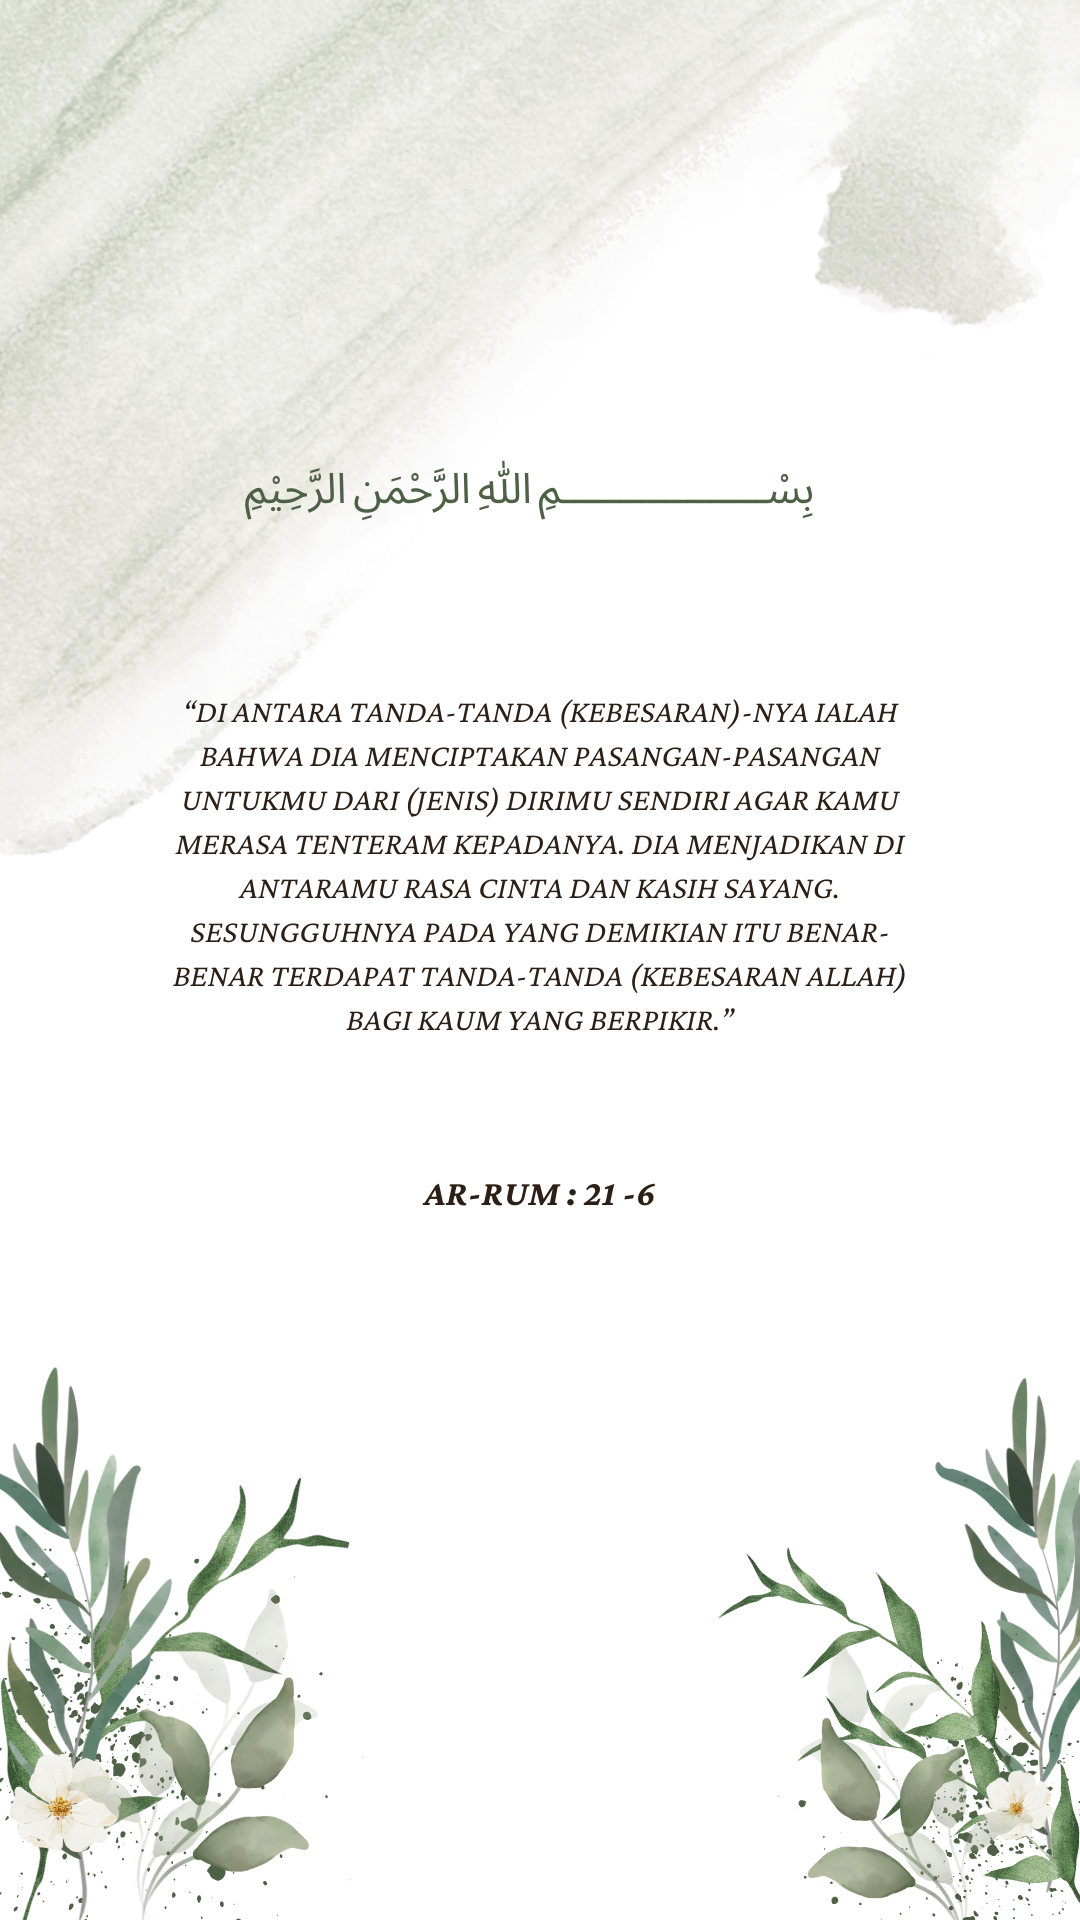 بِسْــــــــــــــــــمِ اللهِ الرَّحْمَنِ الرَّحِيْمِ
“DI ANTARA TANDA-TANDA (KEBESARAN)-NYA IALAH
BAHWA DIA MENCIPTAKAN PASANGAN-PASANGAN
UNTUKMU DARI (JENIS) DIRIMU SENDIRI AGAR KAMU
MERASA TENTERAM KEPADANYA. DIA MENJADIKAN DI
ANTARAMU RASA CINTA DAN KASIH SAYANG.
SESUNGGUHNYA PADA YANG DEMIKIAN ITU BENAR-
BENAR TERDAPAT TANDA-TANDA (KEBESARAN ALLAH)
BAGI KAUM YANG BERPIKIR.”
AR-RUM : 21 -6